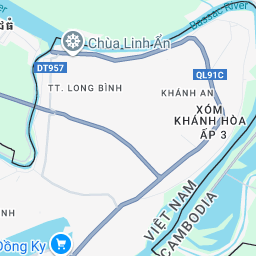 Bassac River
Chùa Linh Ẩn
DT957
QL91C
TT. LONG BÌNH
KHÁNH AN
XÓM
KHÁNH HÒA
ẤP 3
VIỆT NAM
CAMBODIA
NH
Đồng Ky